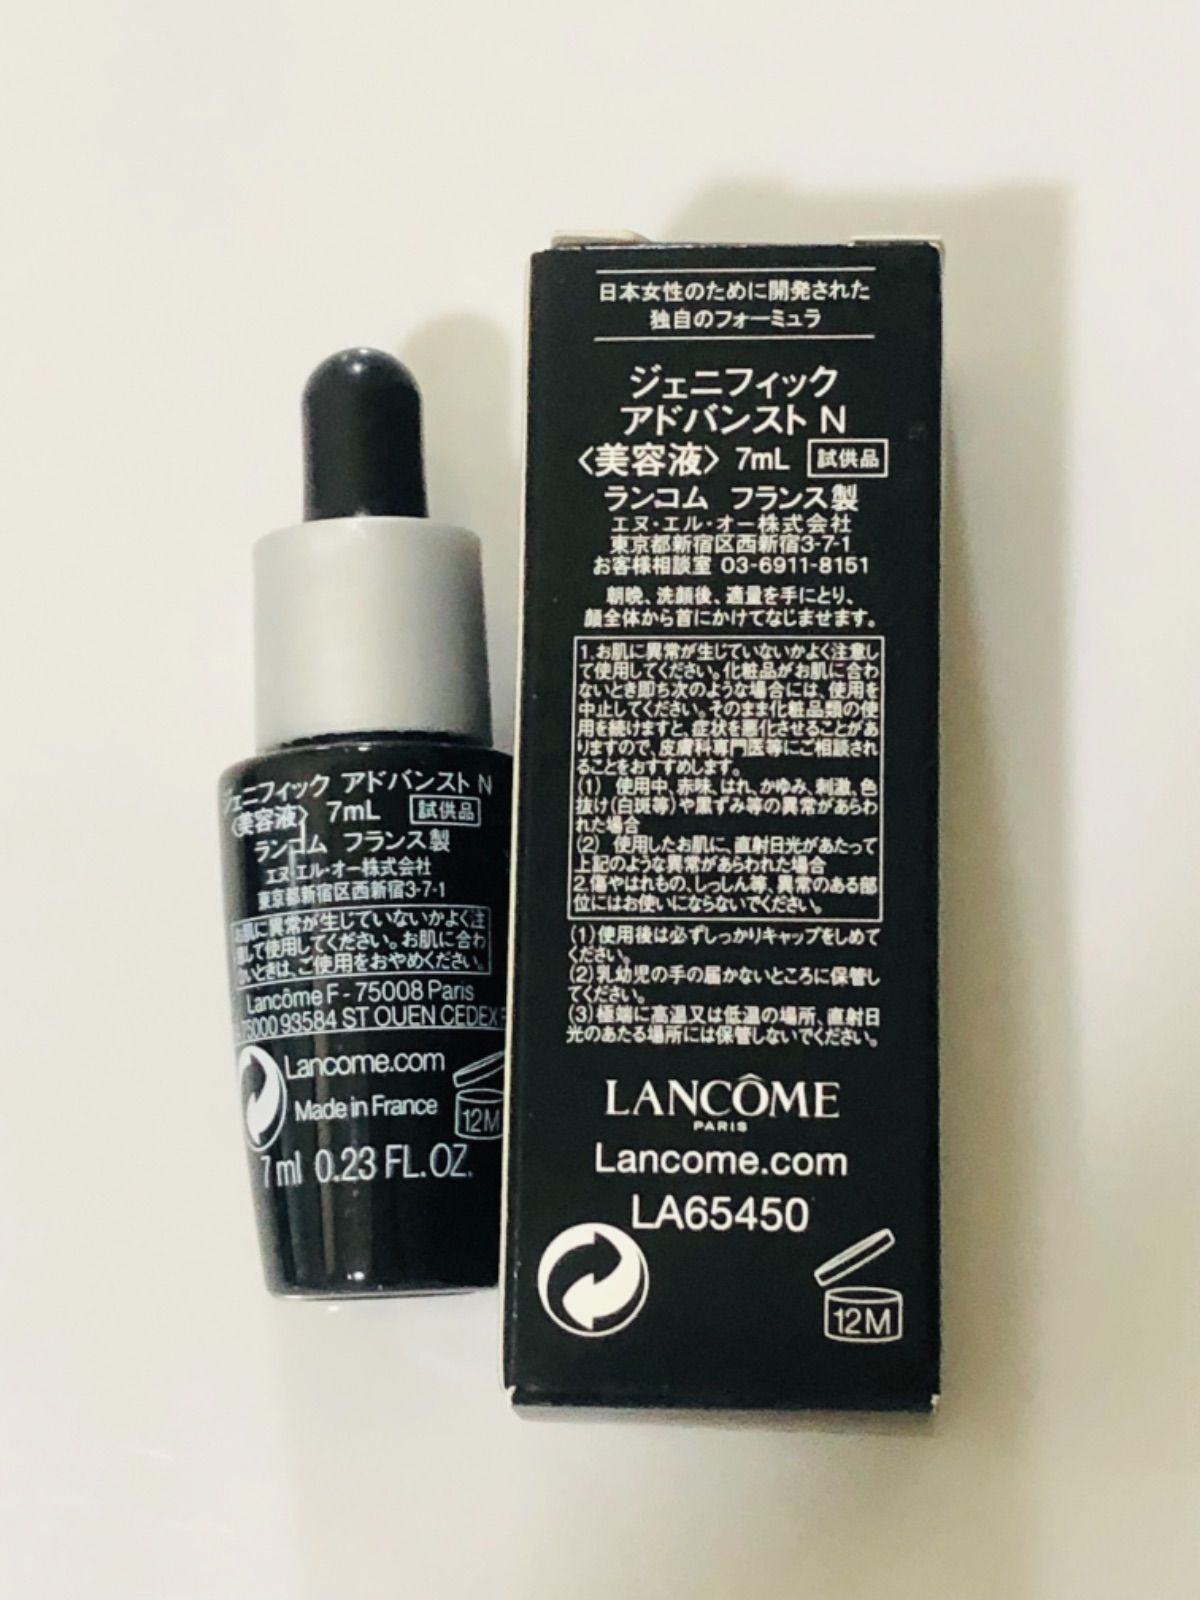 日本女性のために開発された
独自のフォーミュラ
ジェニフィック
アドバンスト N
〈美容液〉 7mL 試供品
ランコム フランス製
エヌ・エル・オー株式会社
東京都新宿区西新宿3-7-1
お客様相談室 03-6911-8151
朝晩、洗顔後、適量を手にとり、
顔全体から首にかけてなじませます。
1.お肌に異常が生じていないかよく注意し
て使用してください。化粧品がお肌に合わ
ないとき即ち次のような場合には、使用を
中止してください。そのまま化粧品類の使
用を続けますと、症状を悪化させることがあ
りますので、皮膚科専門医等にご相談され
ることをおすすめします。
(1) 使用中、赤味、はれ、かゆみ、刺激、色
抜け(白斑等)や黒ずみ等の異常があらわ
れた場合
(2) 使用したお肌に、直射日光があたって
上記のような異常があらわれた場合
2.傷やはれもの、しっしん等、異常のある部
位にはお使いにならないでください。
(1)使用後は必ずしっかりキャップをしめて
ください。
(2)乳幼児の手の届かないところに保管し
てください。
(3)極端に高温又は低温の場所、直射日
光のあたる場所には保管しないでください。
LANCÔME
PARIS
Lancome.com
LA65450
12M
ジェニフィック アドバンスト N
〈美容液〉 7mL 試供品
ランコム フランス製
エヌ・エル・オー株式会社
東京都新宿区西新宿3-7-1
お肌に異常が生じていないかよく注
意して使用してください。お肌に合わ
ないときは、ご使用をおやめください。
Lancôme F - 75008 Paris
75000 93584 ST OUEN CEDEX
Lancome.com
Made in France
12M
7 ml 0.23 FL.OZ.